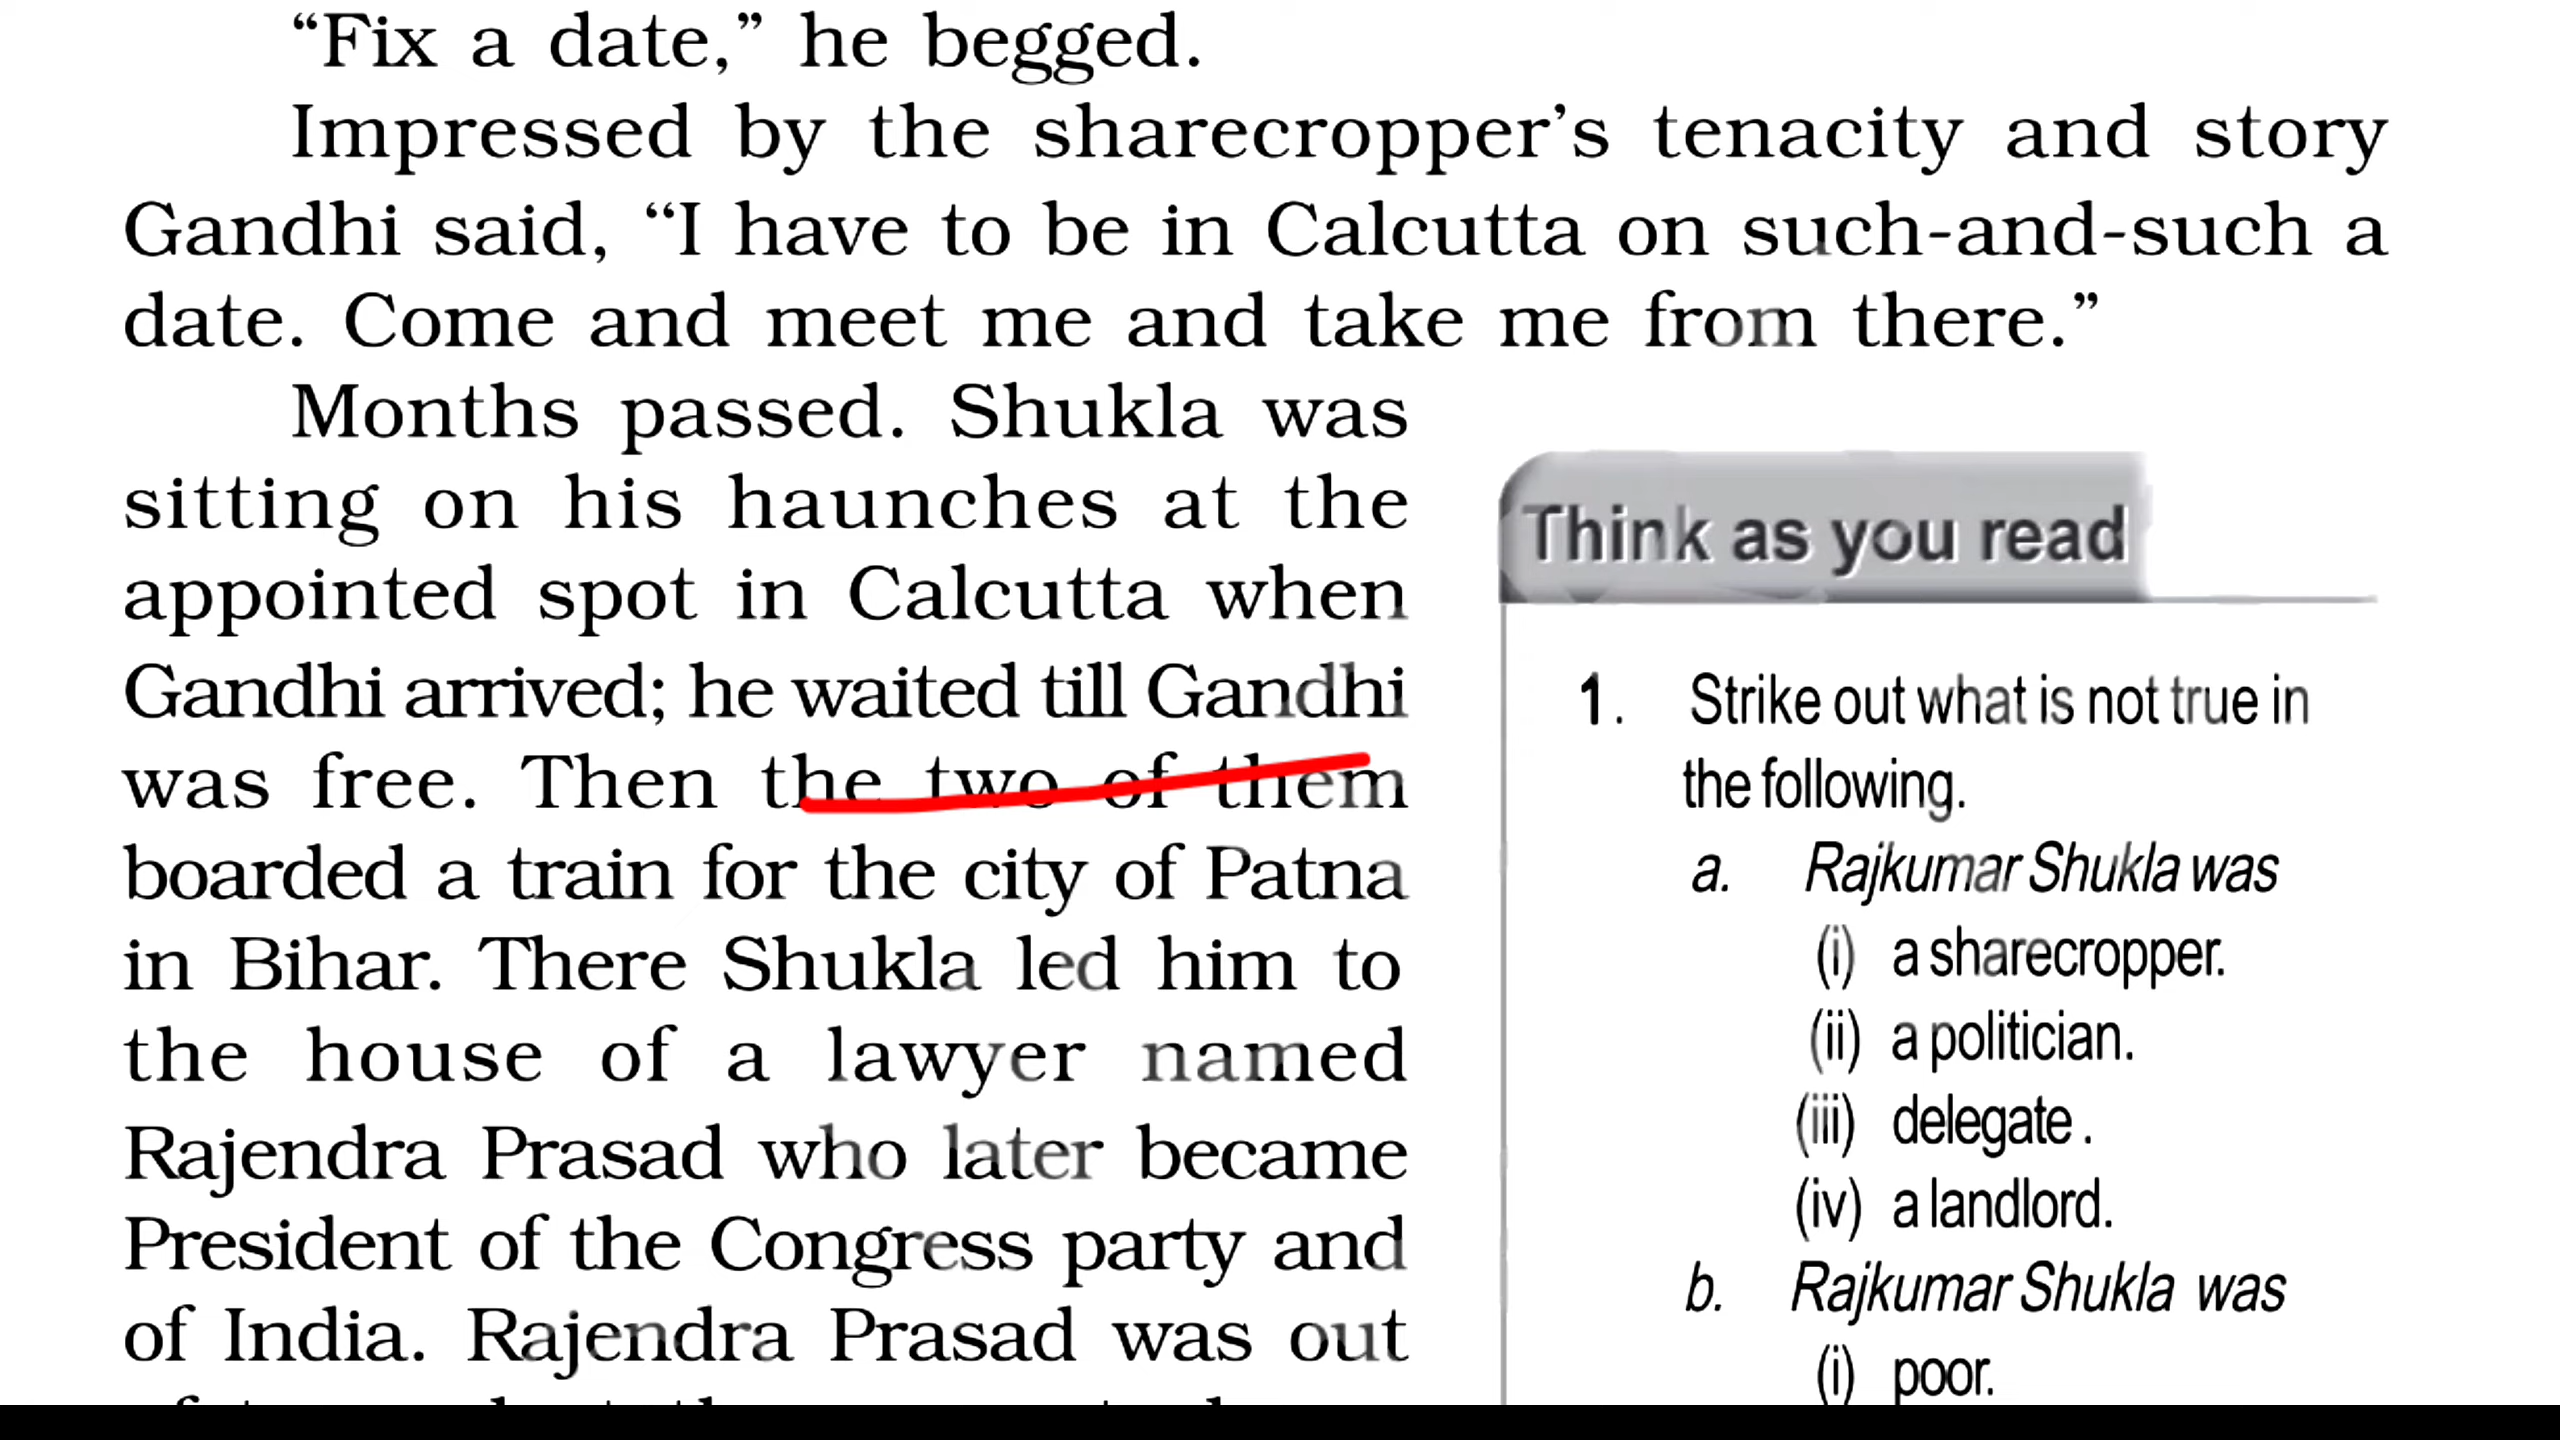 “Fix a date,” he begged.
Impressed by the sharecropper’s tenacity and story
Gandhi said, “I have to be in Calcutta on such-and-such a
date. Come and meet me and take me from there.”
Months passed. Shukla was
sitting on his haunches at the
appointed spot in Calcutta when
Gandhi arrived; he waited till Gandhi
was free. Then the two of them
boarded a train for the city of Patna
in Bihar. There Shukla led him to
the house of a lawyer named
Rajendra Prasad who later became
President of the Congress party and
of India. Rajendra Prasad was out
Think as you read
1. Strike out what is not true in
the following.
a. Rajkumar Shukla was
(i) a sharecropper.
(ii) a politician.
(iii) delegate.
(iv) a landlord.
b. Rajkumar Shukla was
(i) poor.